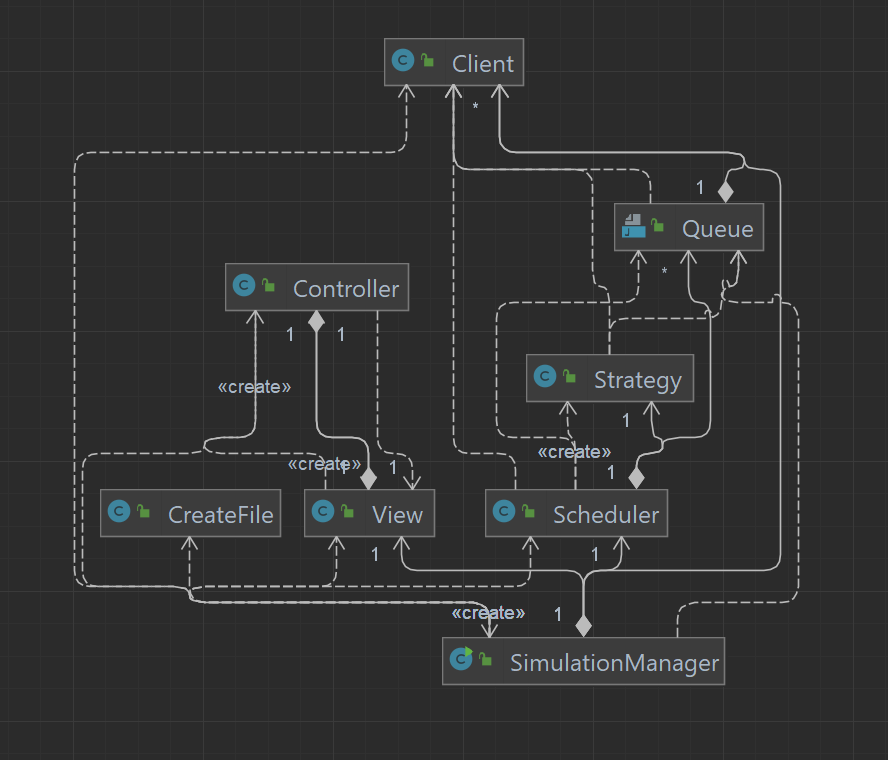 Client
*
1
Queue
*
Controller
1
1
«create»
Strategy
1
«create»
«create»
1
1
1
CreateFile
View
Scheduler
1
1
«create»
1
SimulationManager